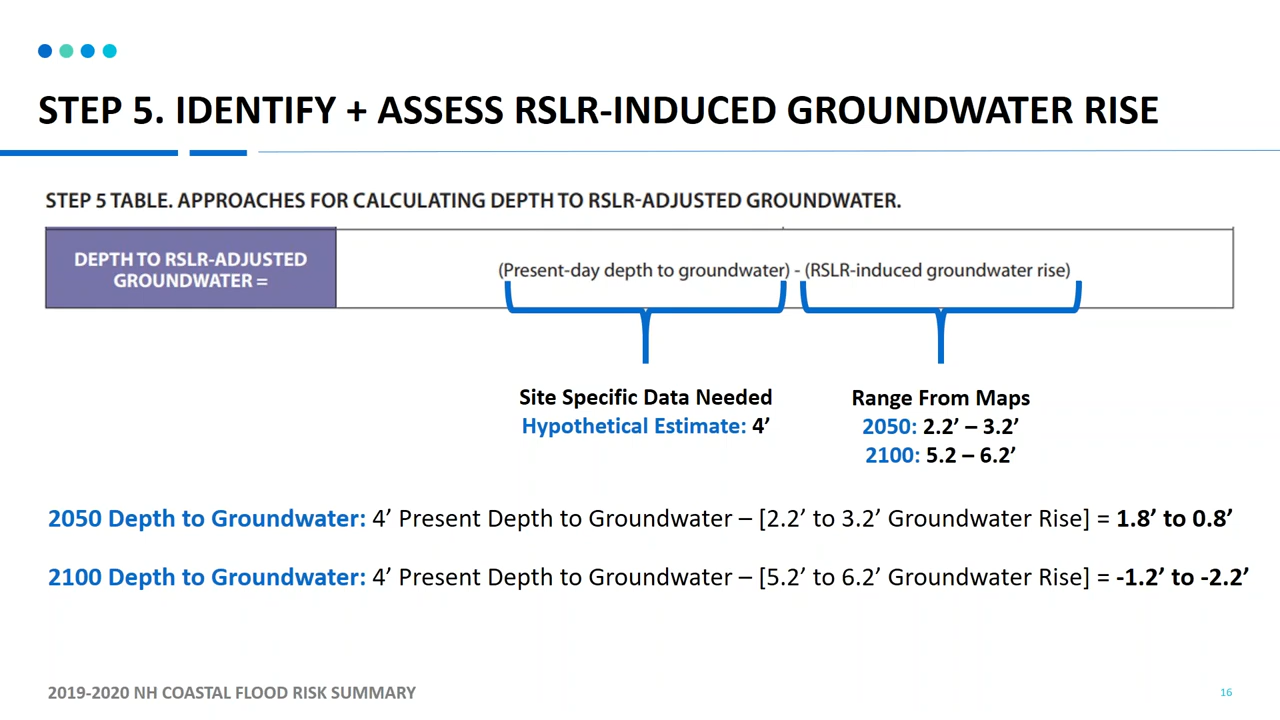 STEP 5. IDENTIFY + ASSESS RSLR-INDUCED GROUNDWATER RISE
STEP 5 TABLE. APPROACHES FOR CALCULATING DEPTH TO RSLR-ADJUSTED GROUNDWATER.
DEPTH TO RSLR-ADJUSTED
GROUNDWATER =
(Present-day depth to groundwater) - (RSLR-induced groundwater rise)
Site Specific Data Needed
Hypothetical Estimate: 4’
Range From Maps
2050: 2.2’ – 3.2’
2100: 5.2 – 6.2’
2050 Depth to Groundwater: 4’ Present Depth to Groundwater – [2.2’ to 3.2’ Groundwater Rise] = 1.8’ to 0.8’
2100 Depth to Groundwater: 4’ Present Depth to Groundwater – [5.2’ to 6.2’ Groundwater Rise] = -1.2’ to -2.2’
2019-2020 NH COASTAL FLOOD RISK SUMMARY
16